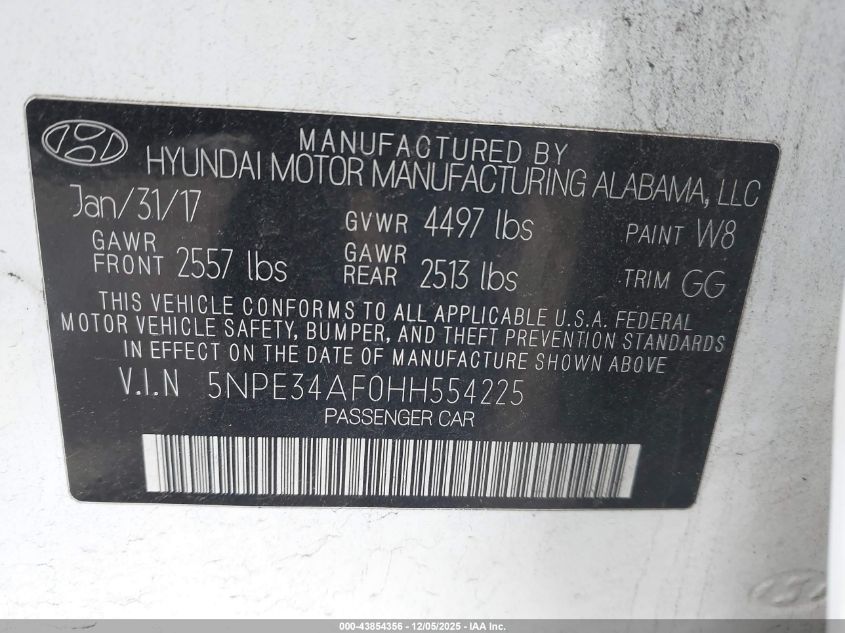 MANUFACTURED BY
HYUNDAI MOTOR MANUFACTURING ALABAMA, LLC
Jan/31/17 GVWR 4497 lbs PAINT W8
GAWR FRONT 2557 lbs GAWR REAR 2513 lbs TRIM GG
THIS VEHICLE CONFORMS TO ALL APPLICABLE U.S.A. FEDERAL
MOTOR VEHICLE SAFETY, BUMPER, AND THEFT PREVENTION STANDARDS
IN EFFECT ON THE DATE OF MANUFACTURE SHOWN ABOVE.
V.I.N 5NPE34AF0HH554225
PASSENGER CAR
000-43854356 - 12/05/2025 - IAA Inc.